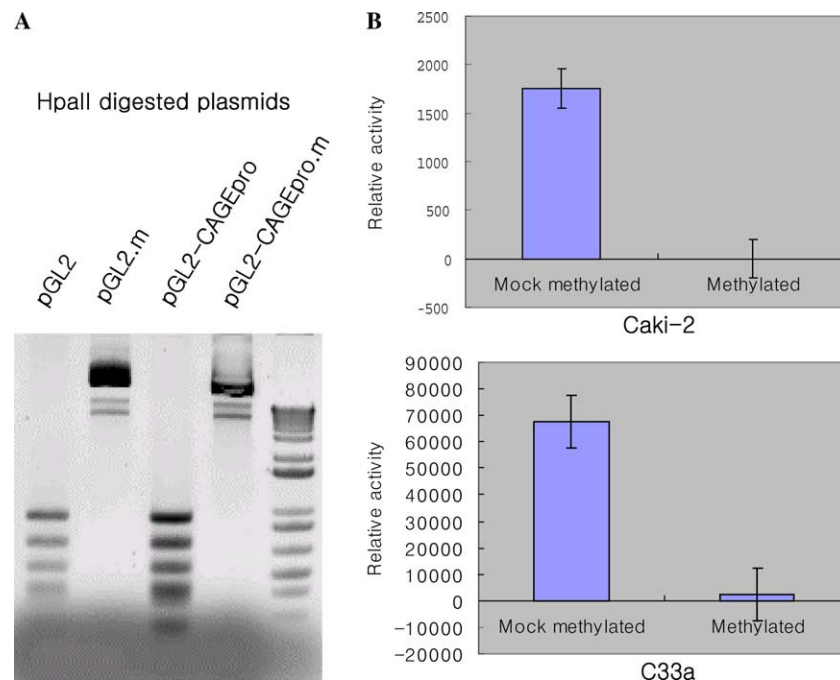 A
HpaII digested plasmids
pGL2
pGL2.m
pGL2-CAGEpro
pGL2-CAGEpro.m
B
2500
2000
1500
1000
500
0
-500
Relative activity
Mock methylated
Methylated
Caki-2
90000
80000
70000
60000
50000
40000
30000
20000
10000
0
-10000
-20000
Relative activity
Mock methylated
Methylated
C33a